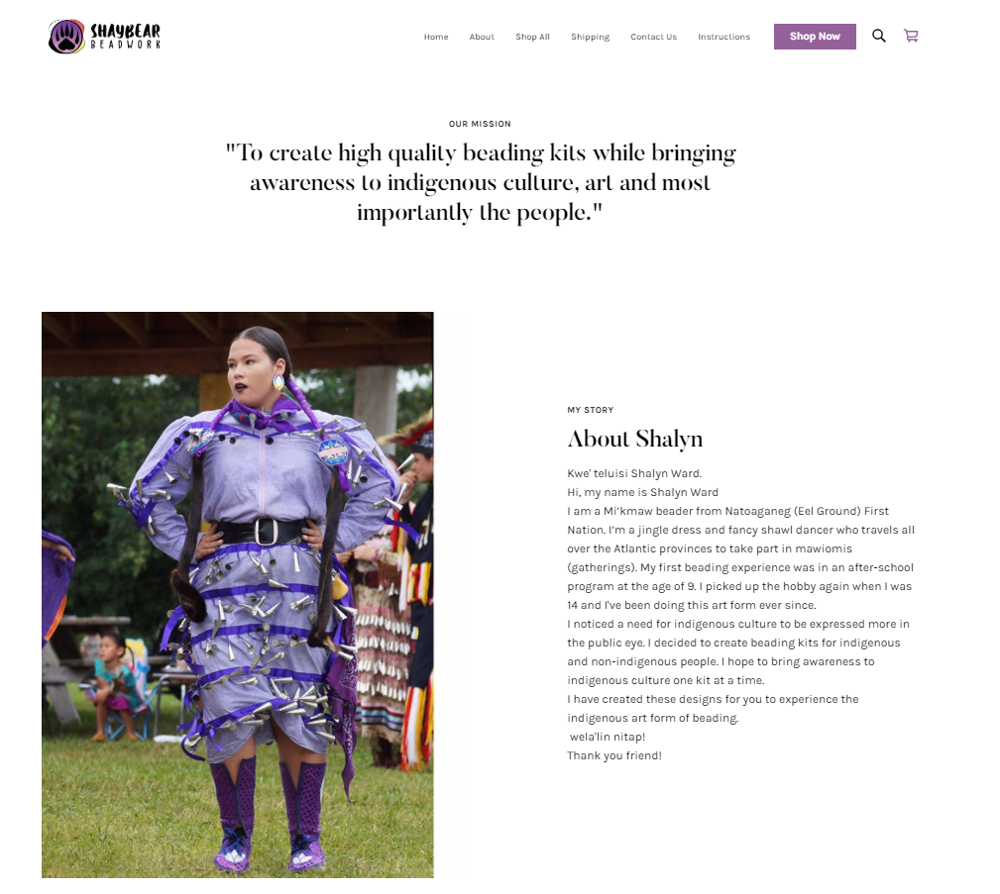 SHAYBEAR
BEADWORK
Home About Shop All Shipping Contact Us Instructions Shop Now
OUR MISSION
"To create high quality beading kits while bringing
awareness to indigenous culture, art and most
importantly the people."
MY STORY
About Shalyn
Kwe' teluisi Shalyn Ward.
Hi, my name is Shalyn Ward
I am a Mi'kmaw beader from Natoaganeg (Eel Ground) First
Nation. I'm a jingle dress and fancy shawl dancer who travels all
over the Atlantic provinces to take part in mawiomis
(gatherings). My first beading experience was in an after-school
program at the age of 9. I picked up the hobby again when I was
14 and I've been doing this art form ever since.
I noticed a need for indigenous culture to be expressed more in
the public eye. I decided to create beading kits for indigenous
and non-indigenous people. I hope to bring awareness to
indigenous culture one kit at a time.
I have created these designs for you to experience the
indigenous art form of beading.
wela'lin nitap!
Thank you friend!